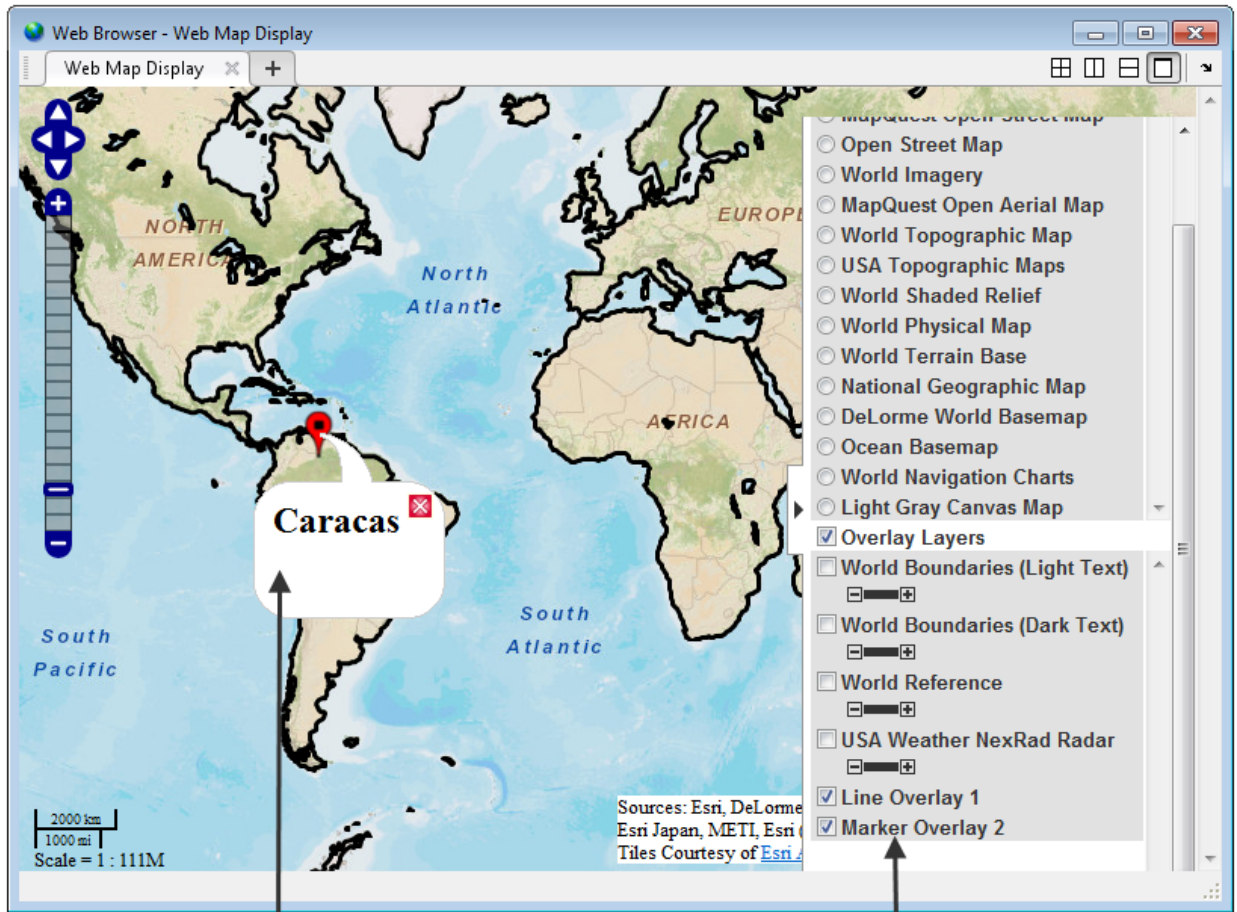 Web Browser - Web Map Display
Web Map Display
NORTH
AMERICA
North
Atlantic
EUROPE
AFRICA
Caracas
South
Pacific
South
Atlantic
2000 km
1000 mi
Scale = 1 : 111M
Sources: Esri, DeLorme
Esri Japan, METI, Esri
Tiles Courtesy of Esri
MapQuest Open Street Map
Open Street Map
World Imagery
MapQuest Open Aerial Map
World Topographic Map
USA Topographic Maps
World Shaded Relief
World Physical Map
World Terrain Base
National Geographic Map
DeLorme World Basemap
Ocean Basemap
World Navigation Charts
Light Gray Canvas Map
Overlay Layers
World Boundaries (Light Text)
World Boundaries (Dark Text)
World Reference
USA Weather NexRad Radar
Line Overlay 1
Marker Overlay 2